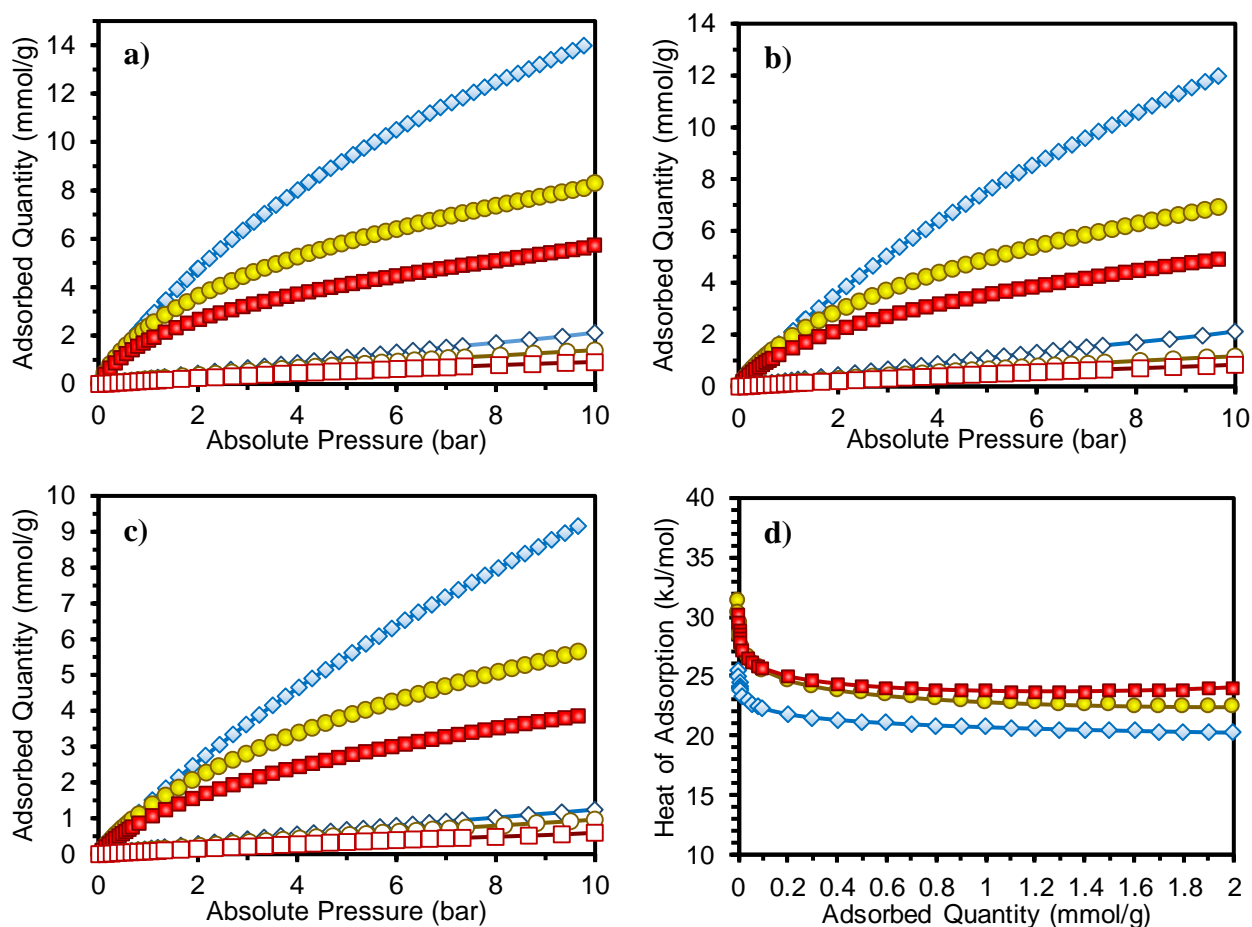 a)
Adsorbed Quantity (mmol/g)
14
12
10
8
6
4
2
0
0 2 4 6 8 10
Absolute Pressure (bar)
b)
Adsorbed Quantity (mmol/g)
14
12
10
8
6
4
2
0
0 2 4 6 8 10
Absolute Pressure (bar)
c)
Adsorbed Quantity (mmol/g)
10
9
8
7
6
5
4
3
2
1
0
0 2 4 6 8 10
Absolute Pressure (bar)
d)
Heat of Adsorption (kJ/mol)
40
35
30
25
20
15
10
0 0.2 0.4 0.6 0.8 1 1.2 1.4 1.6 1.8 2
Adsorbed Quantity (mmol/g)